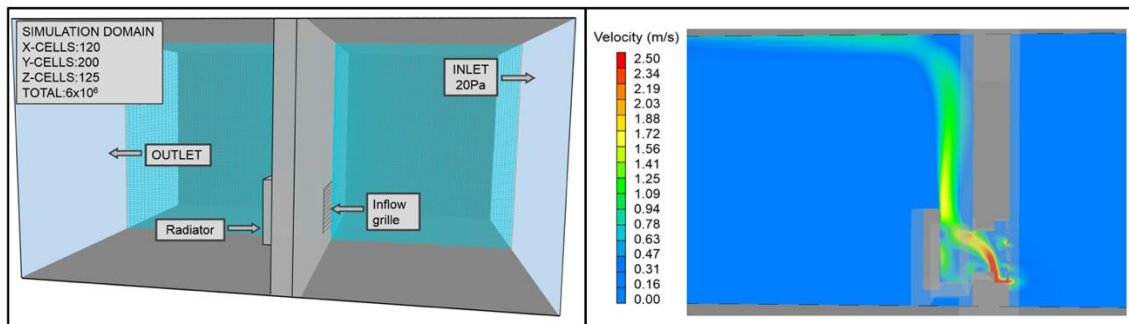 SIMULATION DOMAIN
X-CELLS:120
Y-CELLS:200
Z-CELLS:125
TOTAL:6x10⁶
INLET
20Pa
OUTLET
Inflow
grille
Radiator
Velocity (m/s)
2.50
2.34
2.19
2.03
1.88
1.72
1.56
1.41
1.25
1.09
0.94
0.78
0.63
0.47
0.31
0.16
0.00